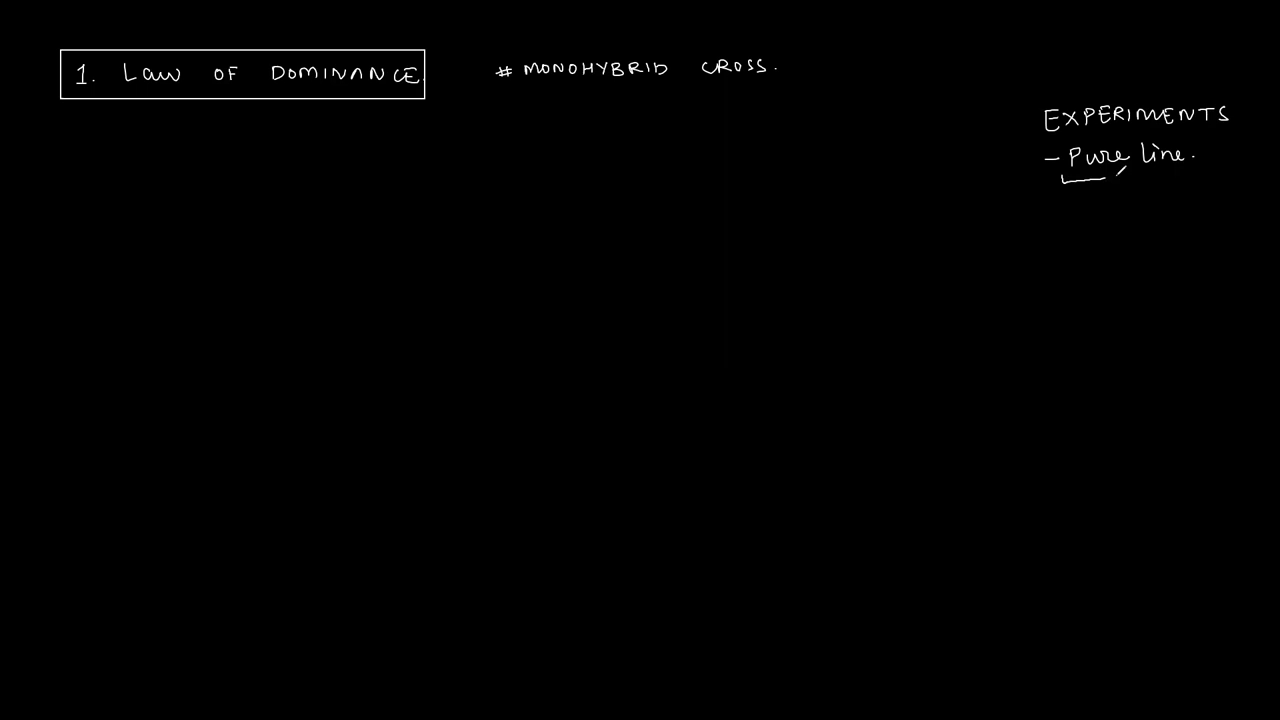 1. LAW OF DOMINANCE.
# MONOHYBRID CROSS.
EXPERIMENTS
- Pure line.